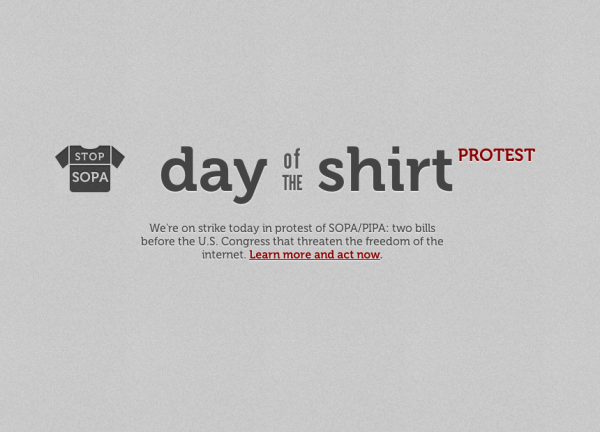 STOP
SOPA
day of THE shirt PROTEST
We're on strike today in protest of SOPA/PIPA: two bills
before the U.S. Congress that threaten the freedom of the
internet. Learn more and act now.